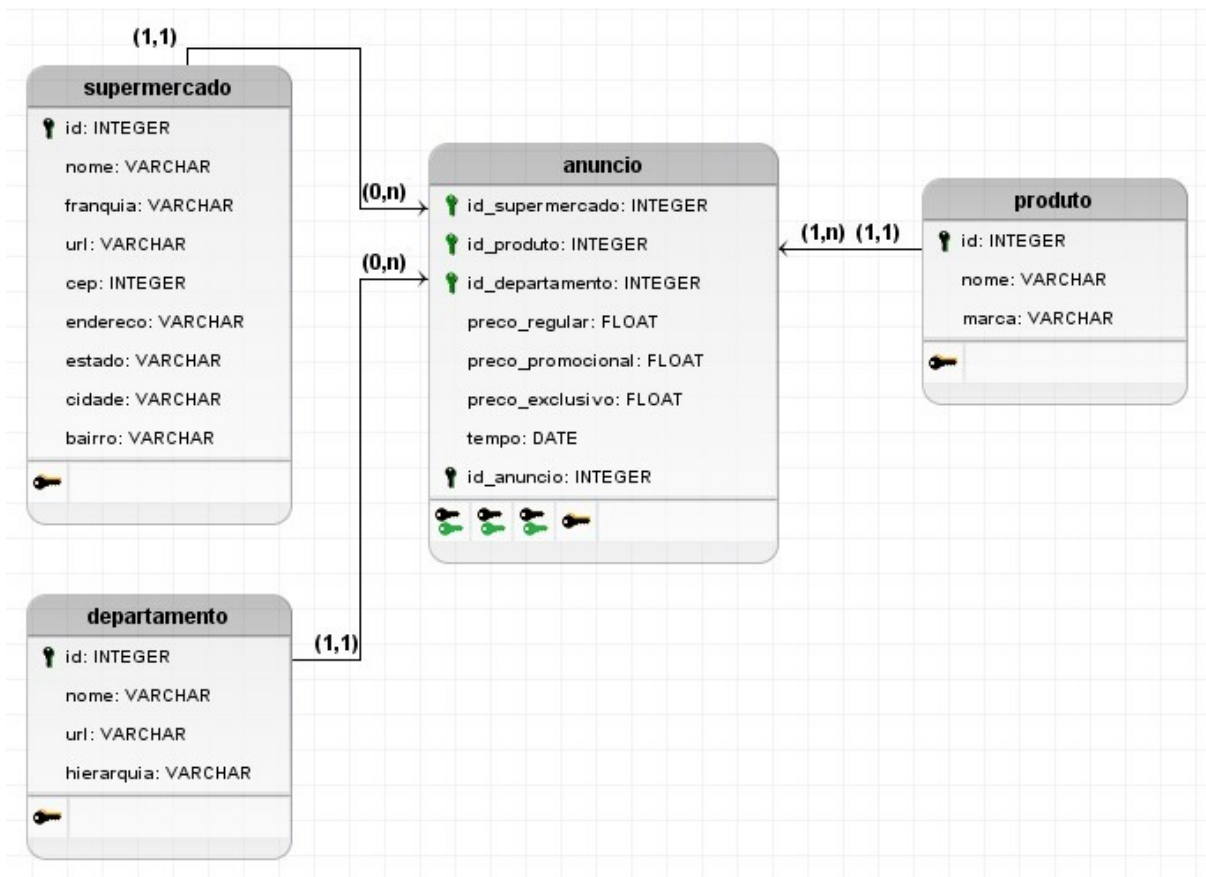 (1,1)
supermercado
id: INTEGER
nome: VARCHAR
franquia: VARCHAR
url: VARCHAR
cep: INTEGER
endereco: VARCHAR
estado: VARCHAR
cidade: VARCHAR
bairro: VARCHAR
(0,n)
(0,n)
anuncio
id_supermercado: INTEGER
id_produto: INTEGER
id_departamento: INTEGER
preco_regular: FLOAT
preco_promocional: FLOAT
preco_exclusivo: FLOAT
tempo: DATE
id_anuncio: INTEGER
(1,n) (1,1)
produto
id: INTEGER
nome: VARCHAR
marca: VARCHAR
departamento
id: INTEGER
nome: VARCHAR
url: VARCHAR
hierarquia: VARCHAR
(1,1)